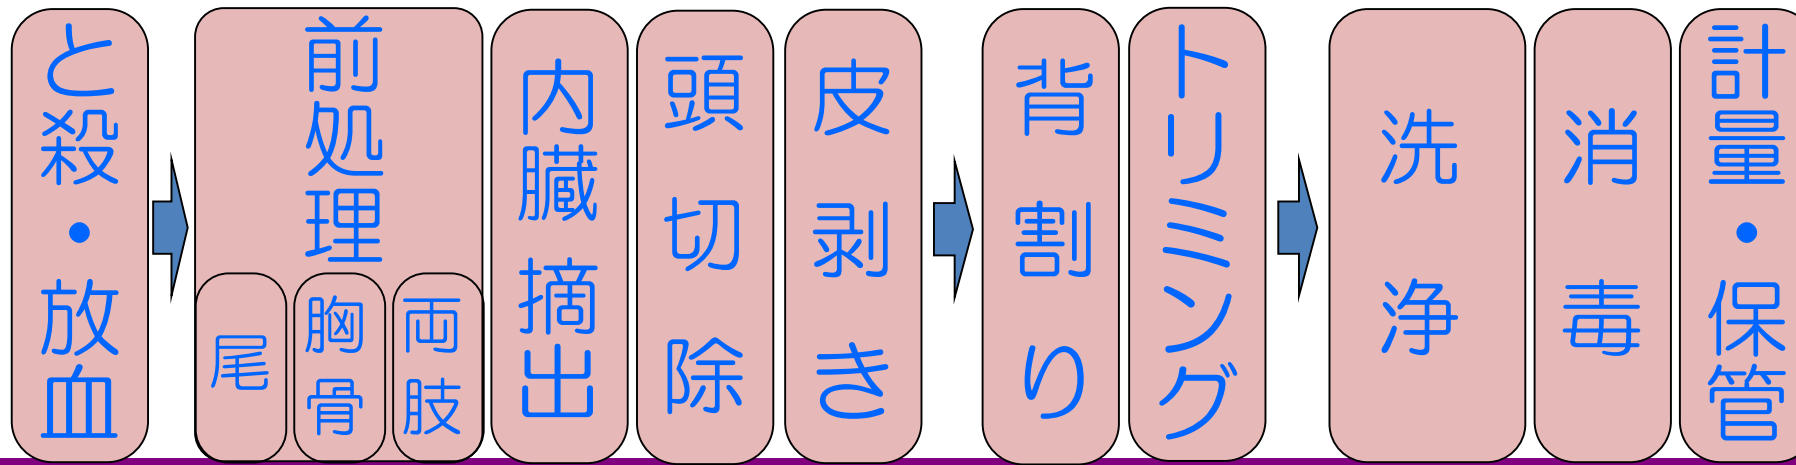 と殺・放血
前処理
尾
胸骨
両肢
内臓摘出
頭切除
皮剥き
背割り
トリミング
洗浄
消毒
計量・保管